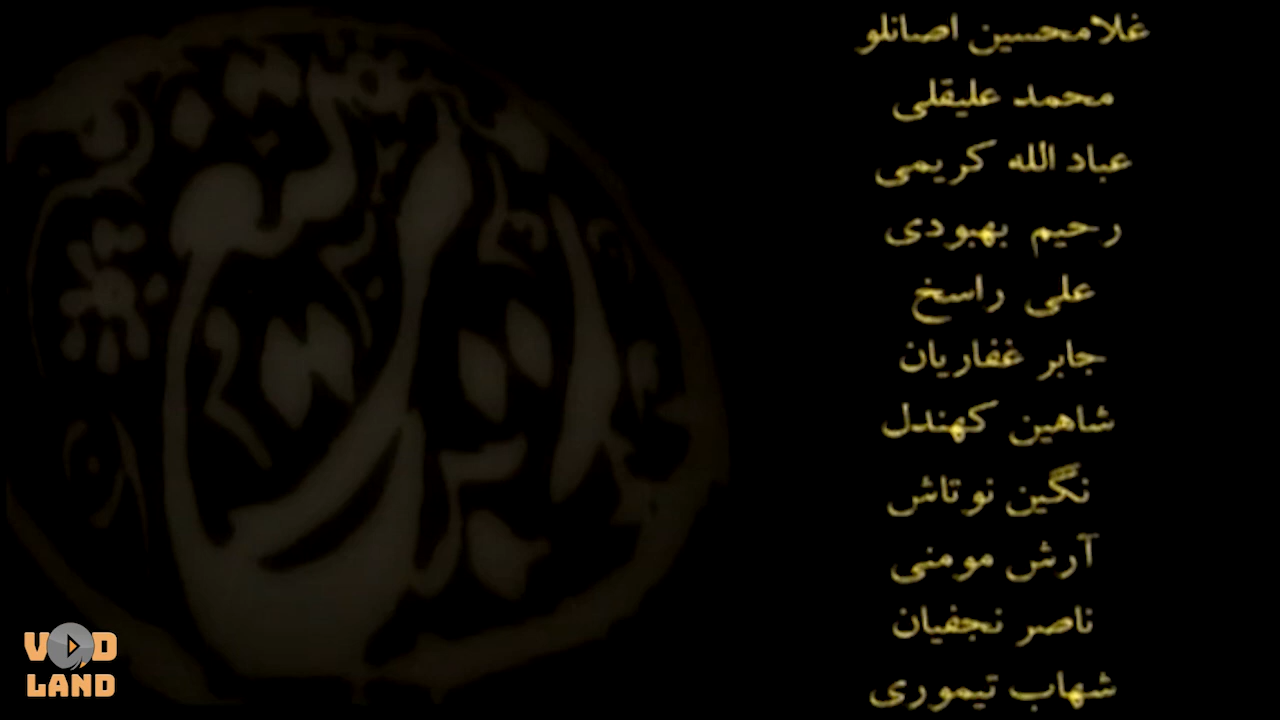 غلامحسین اصانلو
محمد علیقلی
عباد الله کریمی
رحیم بهبودی
علی راسخ
جابر غفاریان
شاهین کهندل
نگین نوتاش
آرش مومنی
ناصر نجفیان
شهاب تیموری
VOD
LAND